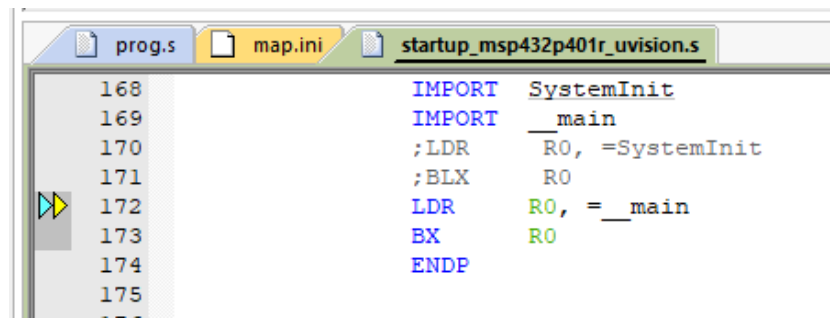 prog.s map.ini startup_msp432p401r_uvision.s
168 IMPORT SystemInit
169 IMPORT __main
170 ;LDR R0, =SystemInit
171 ;BLX R0
172 LDR R0, =__main
173 BX R0
174 ENDP
175